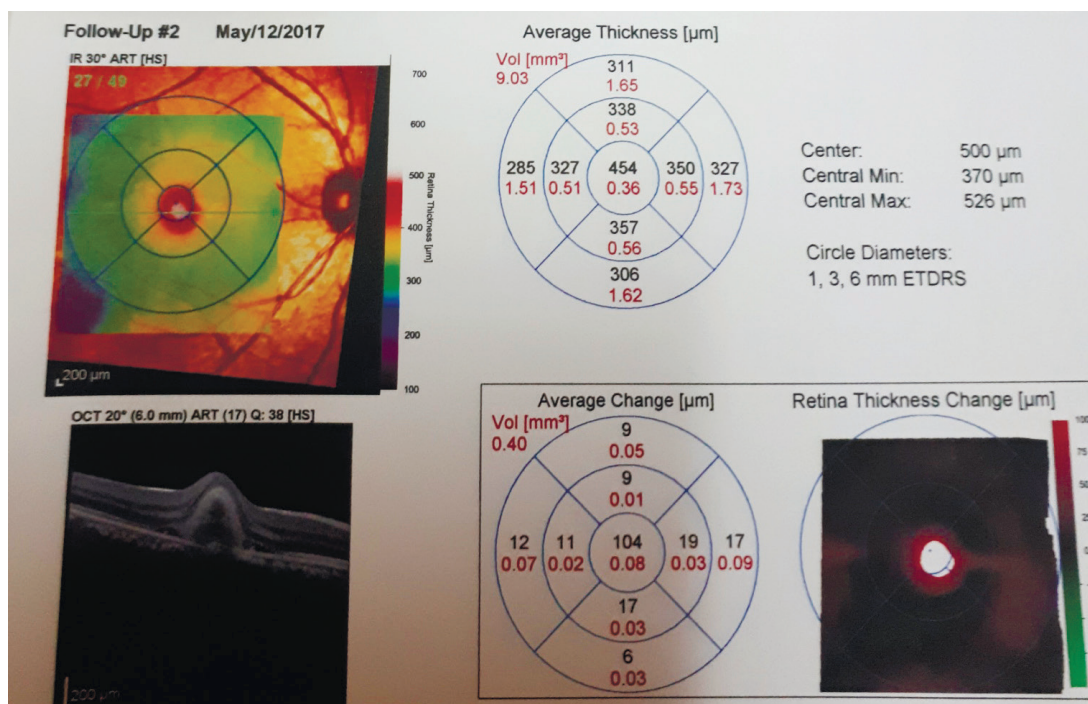 Follow-Up #2 May/12/2017
IR 30° ART [HS]
27 / 49
200 µm
700
600
500
400
300
200
100
Retina Thickness [µm]
Average Thickness [µm]
Vol [mm³]
9.03
311
1.65
338
0.53
285 327 454 350 327
1.51 0.51 0.36 0.55 1.73
357
0.56
306
1.62
Center: 500 µm
Central Min: 370 µm
Central Max: 526 µm
Circle Diameters:
1, 3, 6 mm ETDRS
OCT 20° (6.0 mm) ART (17) Q: 38 [HS]
200 µm
Average Change [µm]
Vol [mm³]
0.40
9
0.05
9
0.01
12 11 104 19 17
0.07 0.02 0.08 0.03 0.09
17
0.03
6
0.03
Retina Thickness Change [µm]
100
75
50
25
0